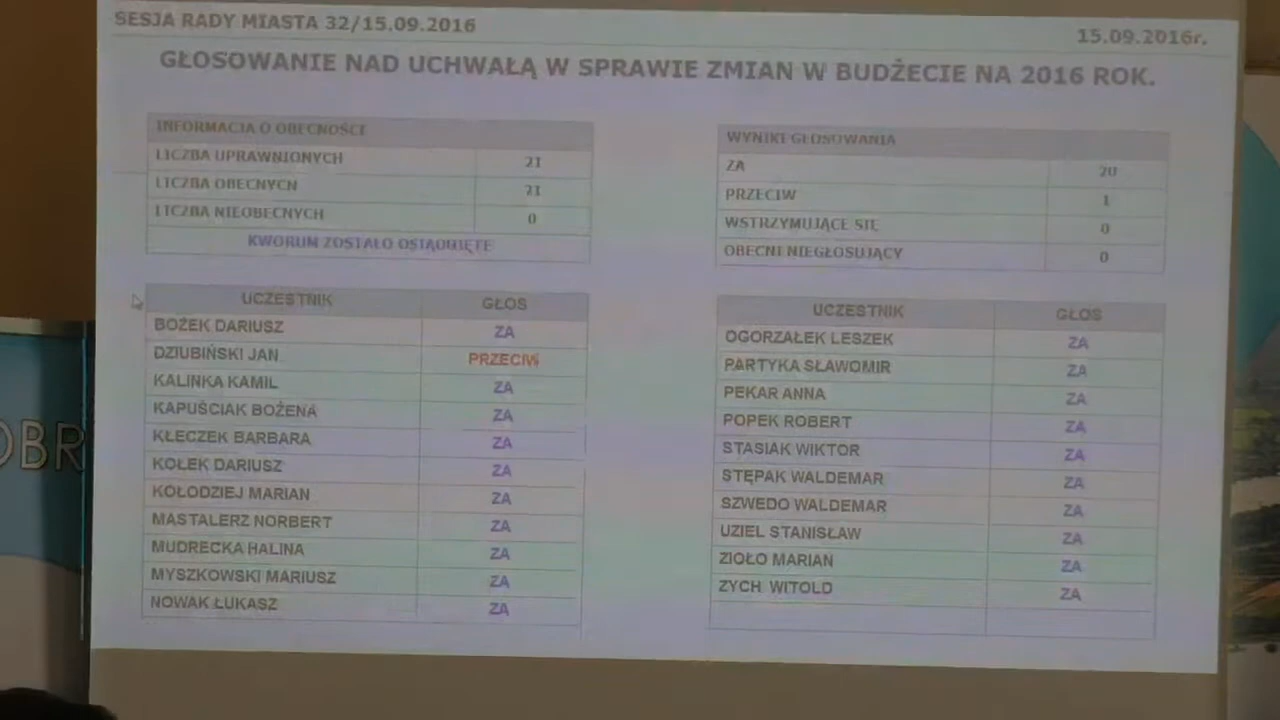 SESJA RADY MIASTA 32/15.09.2016
15.09.2016r.
GŁOSOWANIE NAD UCHWAŁĄ W SPRAWIE ZMIAN W BUDŻECIE NA 2016 ROK.
INFORMACJA O OBECNOŚCI
LICZBA UPRAWNIONYCH 21
LICZBA OBECNYCH 21
LICZBA NIEOBECNYCH 0
KWORUM ZOSTAŁO OSIĄGNIĘTE
WYNIKI GŁOSOWANIA
ZA 20
PRZECIW 1
WSTRZYMUJĄCE SIĘ 0
OBECNI NIEGŁOSUJĄCY 0
UCZESTNIK GŁOS
BOŻEK DARIUSZ ZA
DZIUBIŃSKI JAN PRZECIW
KALINKA KAMIL ZA
KAPUŚCIAK BOŻENA ZA
KŁECZEK BARBARA ZA
KOŁEK DARIUSZ ZA
KOŁODZIEJ MARIAN ZA
MASTALERZ NORBERT ZA
MUDRECKA HALINA ZA
MYSZKOWSKI MARIUSZ ZA
NOWAK ŁUKASZ ZA
UCZESTNIK GŁOS
OGORZAŁEK LESZEK ZA
PARTYKA SŁAWOMIR ZA
PEKAR ANNA ZA
POPEK ROBERT ZA
STASIAK WIKTOR ZA
STĘPAK WALDEMAR ZA
SZWEDO WALDEMAR ZA
UZIEL STANISŁAW ZA
ZIOŁO MARIAN ZA
ZYCH WITOLD ZA
OBR